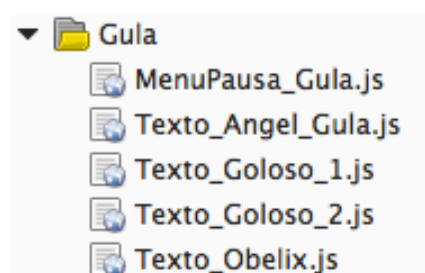 Gula
MenuPausa_Gula.js
Texto_Angel_Gula.js
Texto_Goloso_1.js
Texto_Goloso_2.js
Texto_Obelix.js